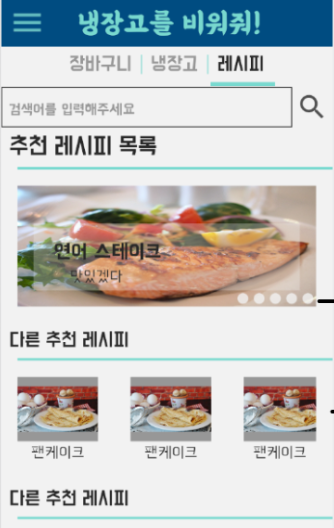 냉장고를 비워줘!
장바구니 | 냉장고 | 레시피
검색어를 입력해주세요
추천 레시피 목록
연어 스테이크
맛있겠다
다른 추천 레시피
팬케이크 팬케이크 팬케이크
다른 추천 레시피